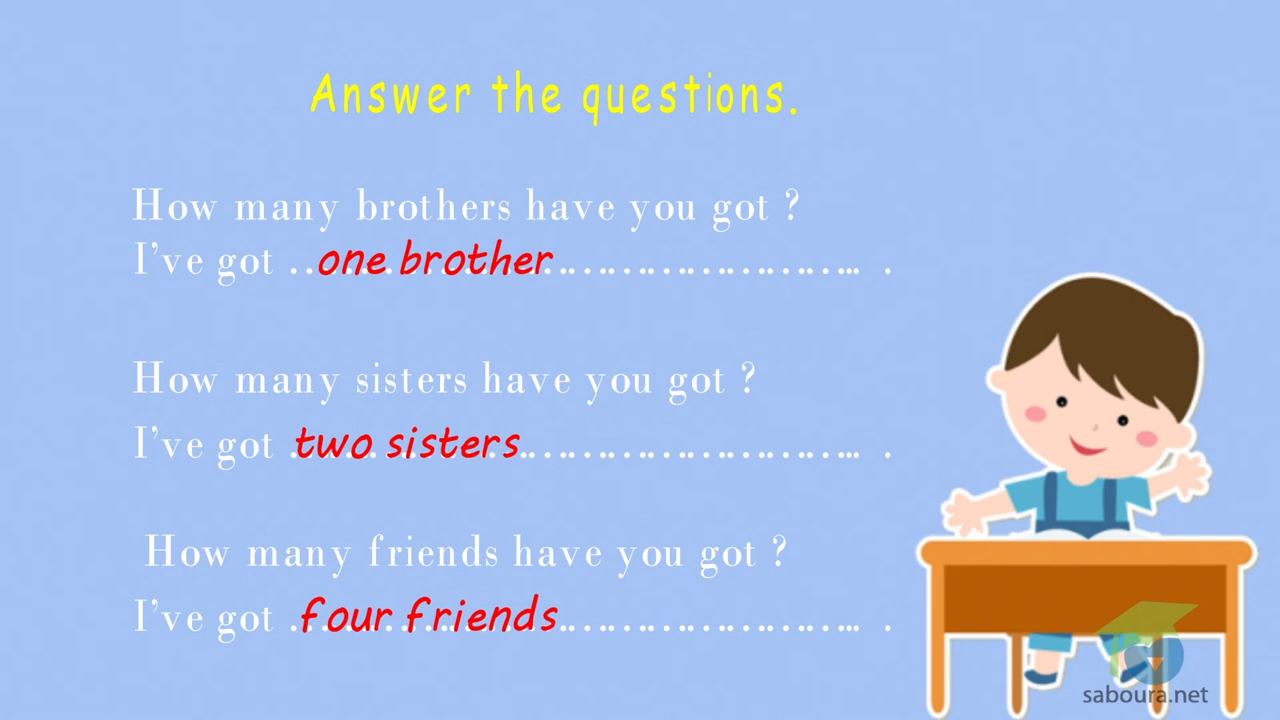 Answer the questions.
How many brothers have you got ?
I've got ..one brother........................... .
How many sisters have you got ?
I've got .two sisters........................... .
How many friends have you got ?
I've got .four friends........................... .
saboura.net